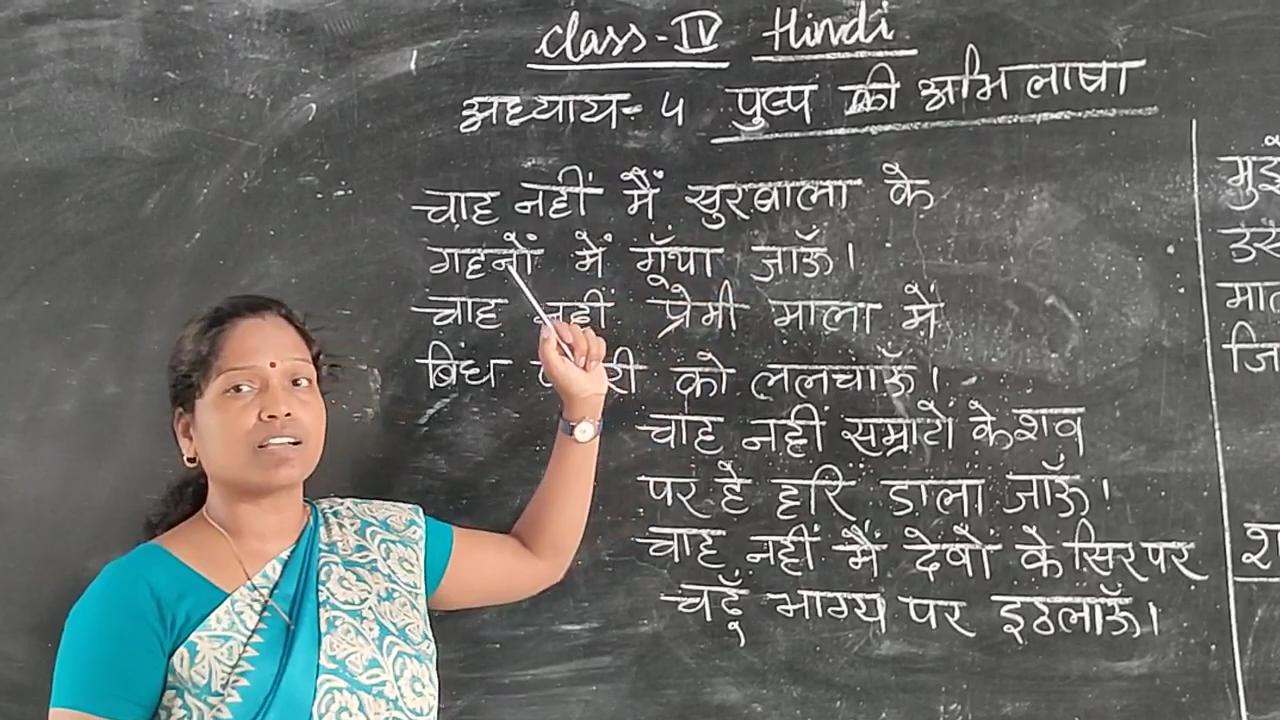 class-IV Hindi
अध्याय- 5 पुष्प की अभिलाषा
चाह नहीं मैं सुरबाला के
गहनों में गूँथा जाऊँ।
चाह नहीं प्रेमी माला में
बिंध को ललचाऊँ।
चाह नहीं सम्राटों के शव
पर हे हरि डाला जाऊँ।
चाह नहीं मैं देवों के सिर पर
चढूँ भाग्य पर इठलाऊँ।